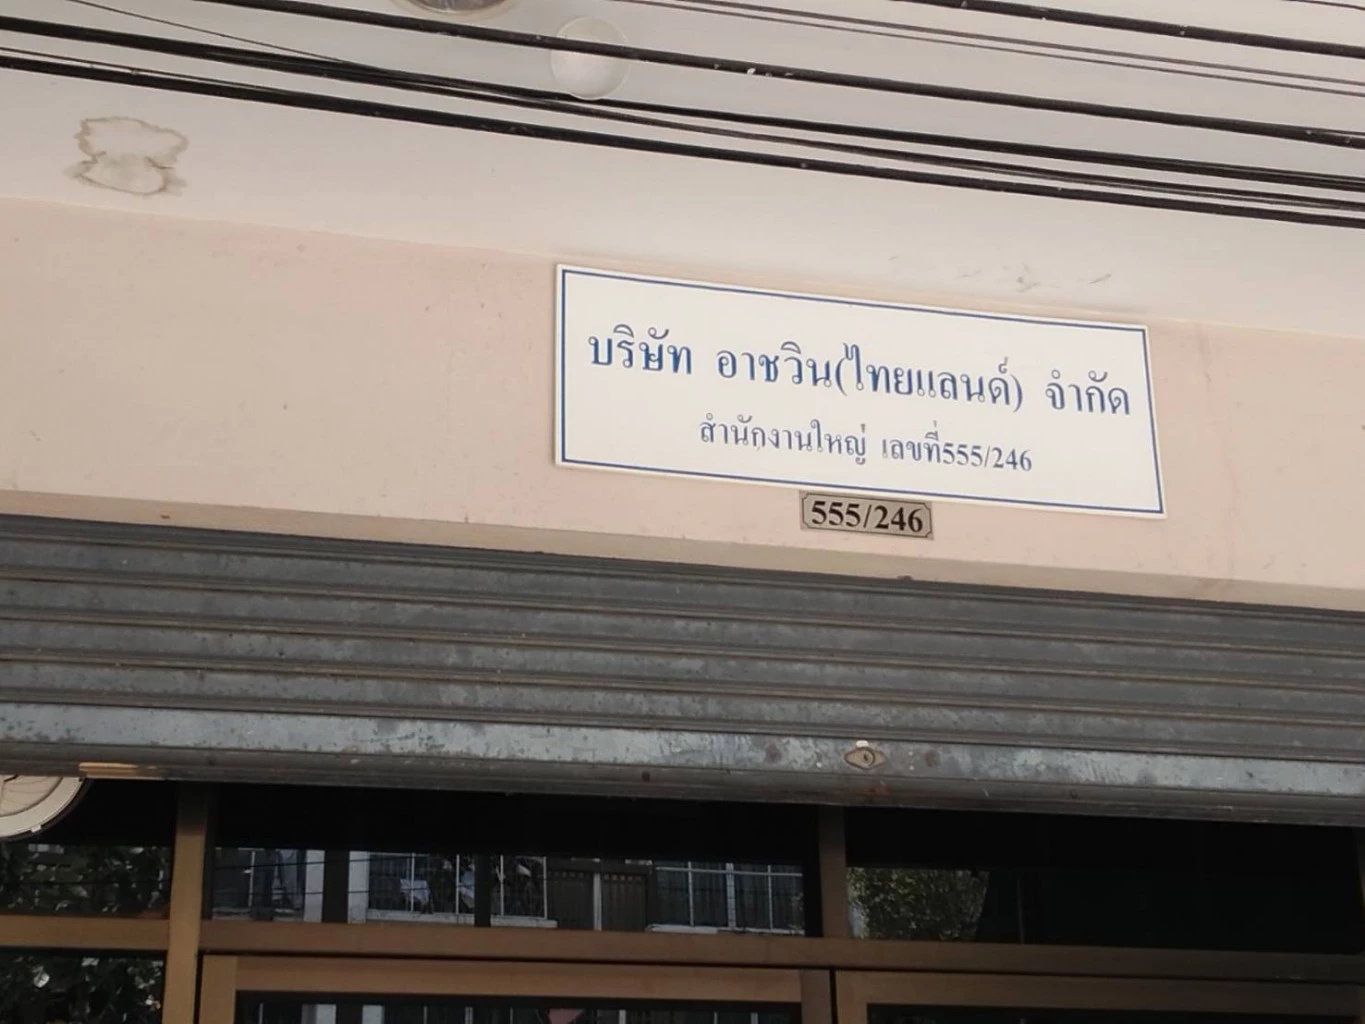 บริษัท อาชวิน(ไทยแลนด์) จำกัด
สำนักงานใหญ่ เลขที่555/246
555/246